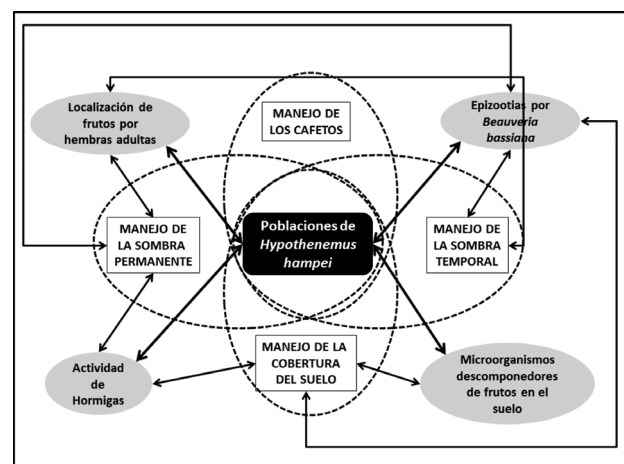 Localización de
frutos por
hembras adultas
MANEJO DE
LOS CAFETOS
Epizootias por
Beauveria
bassiana
MANEJO DE
LA SOMBRA
PERMANENTE
Poblaciones de
Hypothenemus
hampei
MANEJO DE
LA SOMBRA
TEMPORAL
Actividad
de
Hormigas
MANEJO DE LA
COBERTURA
DEL SUELO
Microorganismos
descomponedores
de frutos en el
suelo